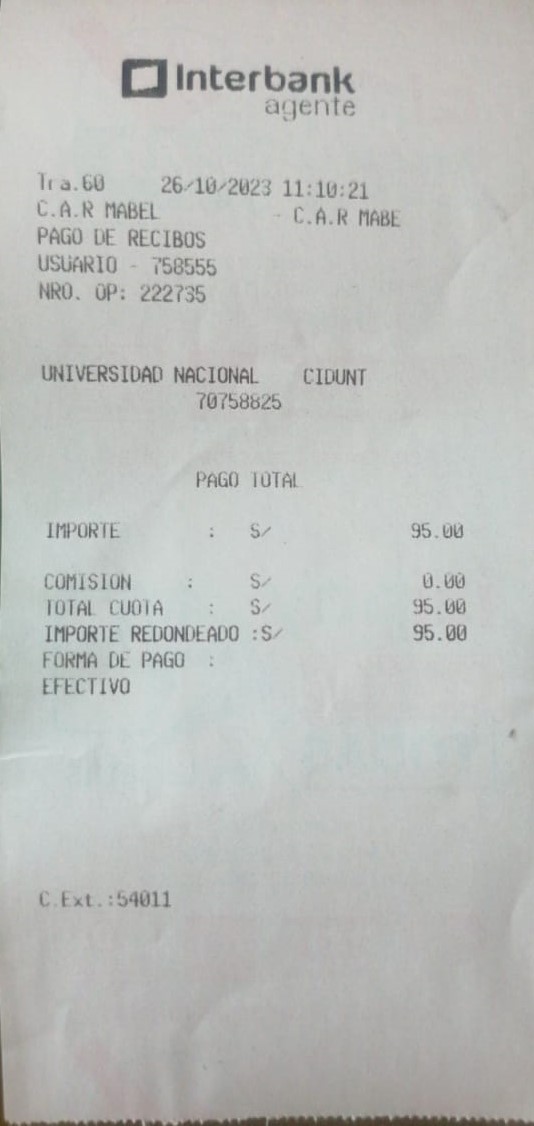 Interbank
agente
Tra.60 26/10/2023 11:10:21
C.A.R MABEL - C.A.R MABE
PAGO DE RECIBOS
USUARIO - 758555
NRO. OP: 222735
UNIVERSIDAD NACIONAL CIDUNT
70758825
PAGO TOTAL
IMPORTE : S/ 95.00
COMISION : S/ 0.00
TOTAL CUOTA : S/ 95.00
IMPORTE REDONDEADO :S/ 95.00
FORMA DE PAGO :
EFECTIVO
C.Ext.:54011